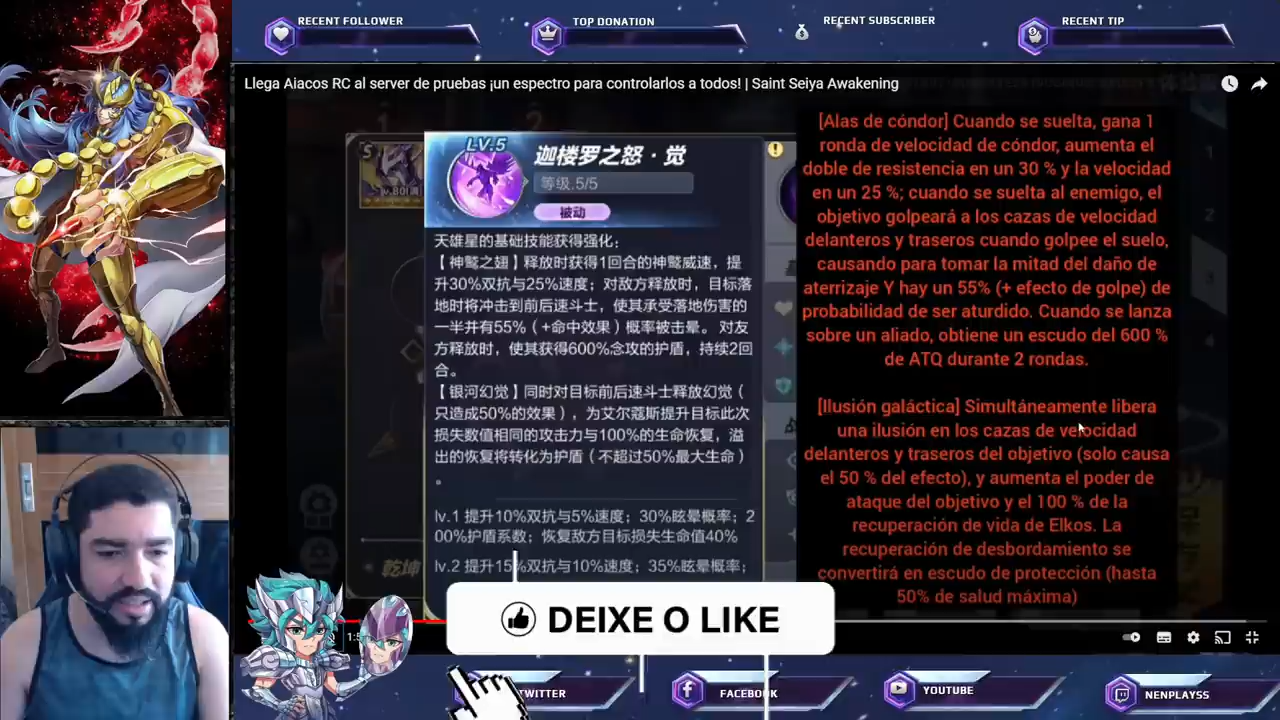 RECENT FOLLOWER
TOP DONATION
RECENT SUBSCRIBER
RECENT TIP
Llega Aiacos RC al server de pruebas ¡un espectro para controlarlos a todos! | Saint Seiya Awakening
LV.5
迦楼罗之怒·觉
等级.5/5
被动
天雄星的基础技能获得强化：
【神鹫之翅】释放时获得1回合的神鹫威速，提
升30%双抗与25%速度；对敌方释放时，目标落
地时将冲击到前后速斗士，使其承受落地伤害的
一半并有55%（+命中效果）概率被击晕。对友
方释放时，使其获得600%念攻的护盾，持续2回
合。
【银河幻觉】同时对目标前后速斗士释放幻觉（
只造成50%的效果），为艾尔蔻斯提升目标此次
损失数值相同的攻击力与100%的生命恢复，溢
出的恢复将转化为护盾（不超过50%最大生命）
。
lv.1 提升10%双抗与5%速度；30%眩晕概率；2
00%护盾系数；恢复敌方目标损失生命值40%
lv.2 提升15%双抗与10%速度；35%眩晕概率；
[Alas de cóndor] Cuando se suelta, gana 1
ronda de velocidad de cóndor, aumenta el
doble de resistencia en un 30 % y la velocidad
en un 25 %; cuando se suelta al enemigo, el
objetivo golpeará a los cazas de velocidad
delanteros y traseros cuando golpee el suelo,
causando para tomar la mitad del daño de
aterrizaje Y hay un 55% (+ efecto de golpe) de
probabilidad de ser aturdido. Cuando se lanza
sobre un aliado, obtiene un escudo del 600 %
de ATQ durante 2 rondas.
[Ilusión galáctica] Simultáneamente libera
una ilusión en los cazas de velocidad
delanteros y traseros del objetivo (solo causa
el 50 % del efecto), y aumenta el poder de
ataque del objetivo y el 100 % de la
recuperación de vida de Elkos. La
recuperación de desbordamiento se
convertirá en escudo de protección (hasta
50% de salud máxima)
乾坤
DEIXE O LIKE
TWITTER
FACEBOOK
YOUTUBE
NENPLAYSS